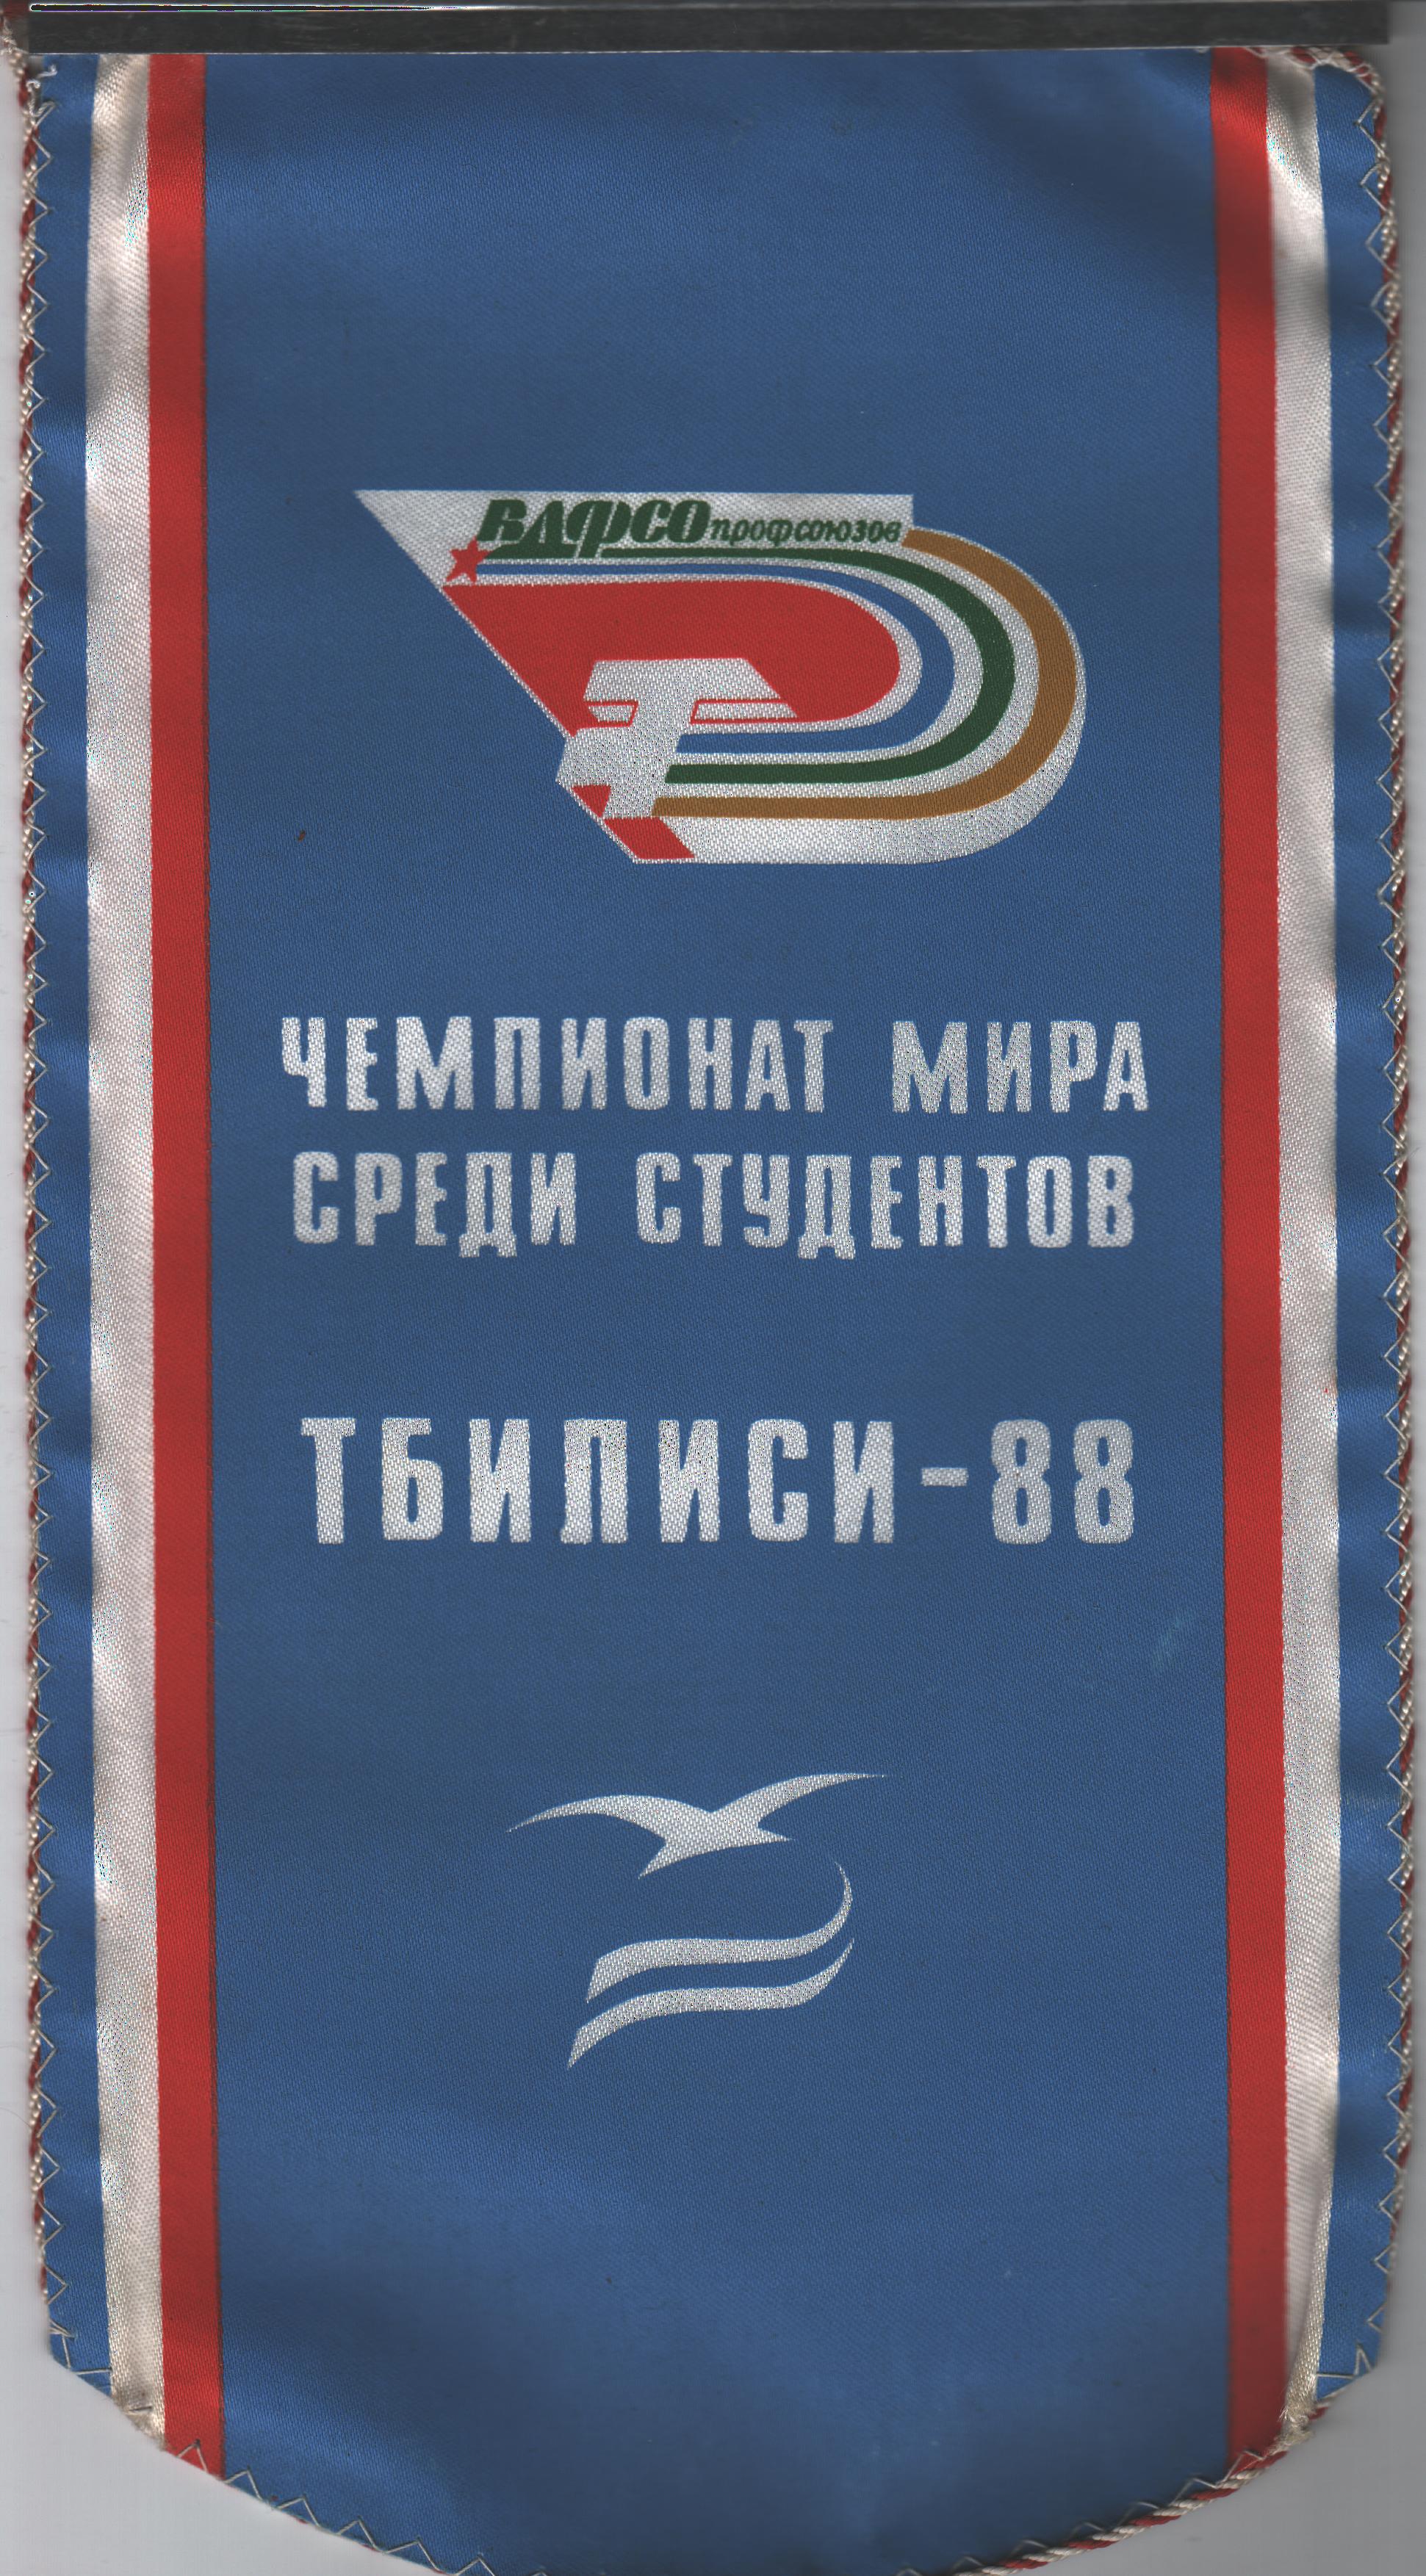 ВДФСО профсоюзов
ЧЕМПИОНАТ МИРА
СРЕДИ СТУДЕНТОВ
ТБИЛИСИ-88